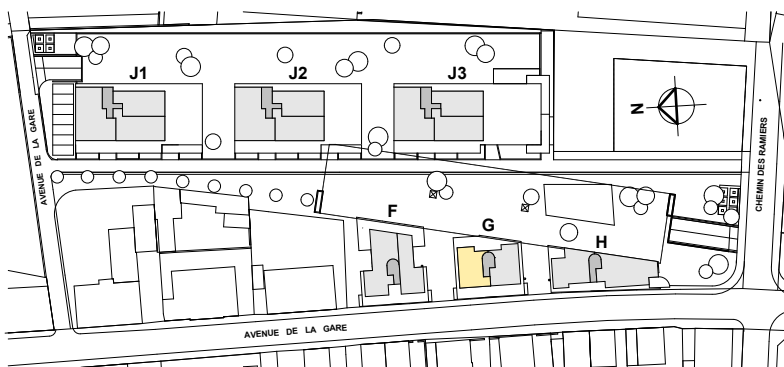 J1
J2
J3
N
AVENUE DE LA GARE
CHEMIN DES RAMIERS
F
G
H
AVENUE DE LA GARE